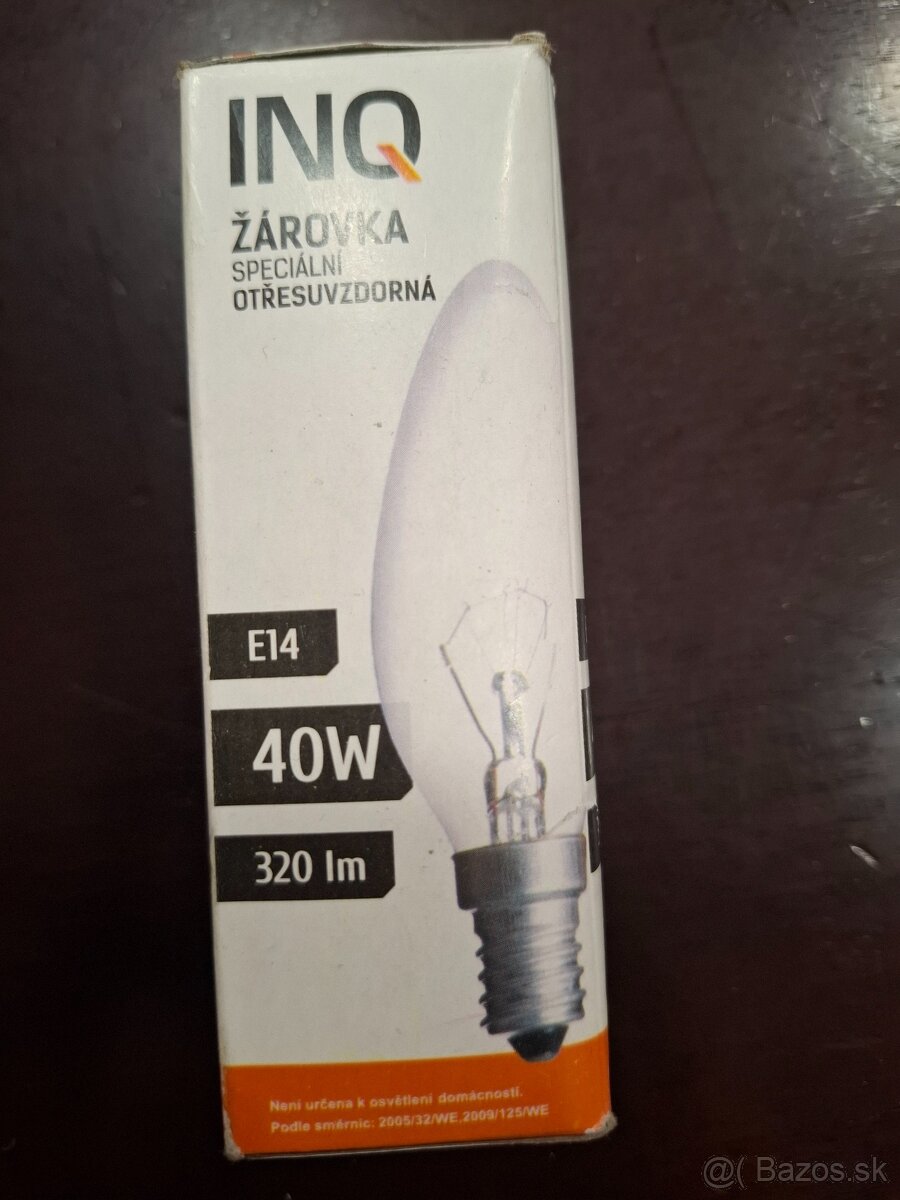 INQ
ŽÁROVKA
SPECIÁLNÍ
OTŘESUVZDORNÁ
E14
40W
320 lm
Není určena k osvětlení domácností.
Podle směrnic: 2005/32/WE,2009/125/WE
@( Bazos.sk